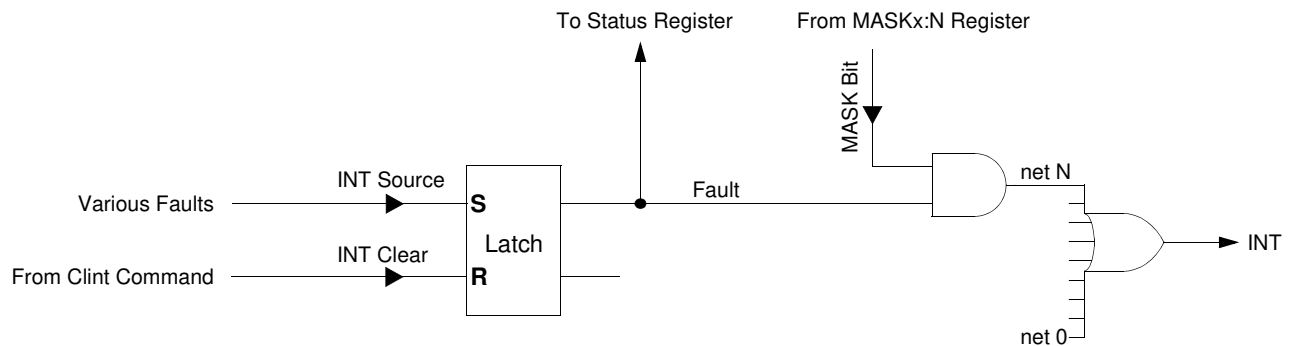 To Status Register
From MASKx:N Register
MASK Bit
INT Source
net N
Various Faults
S
Fault
Latch
INT
INT Clear
From Clint Command
R
net 0